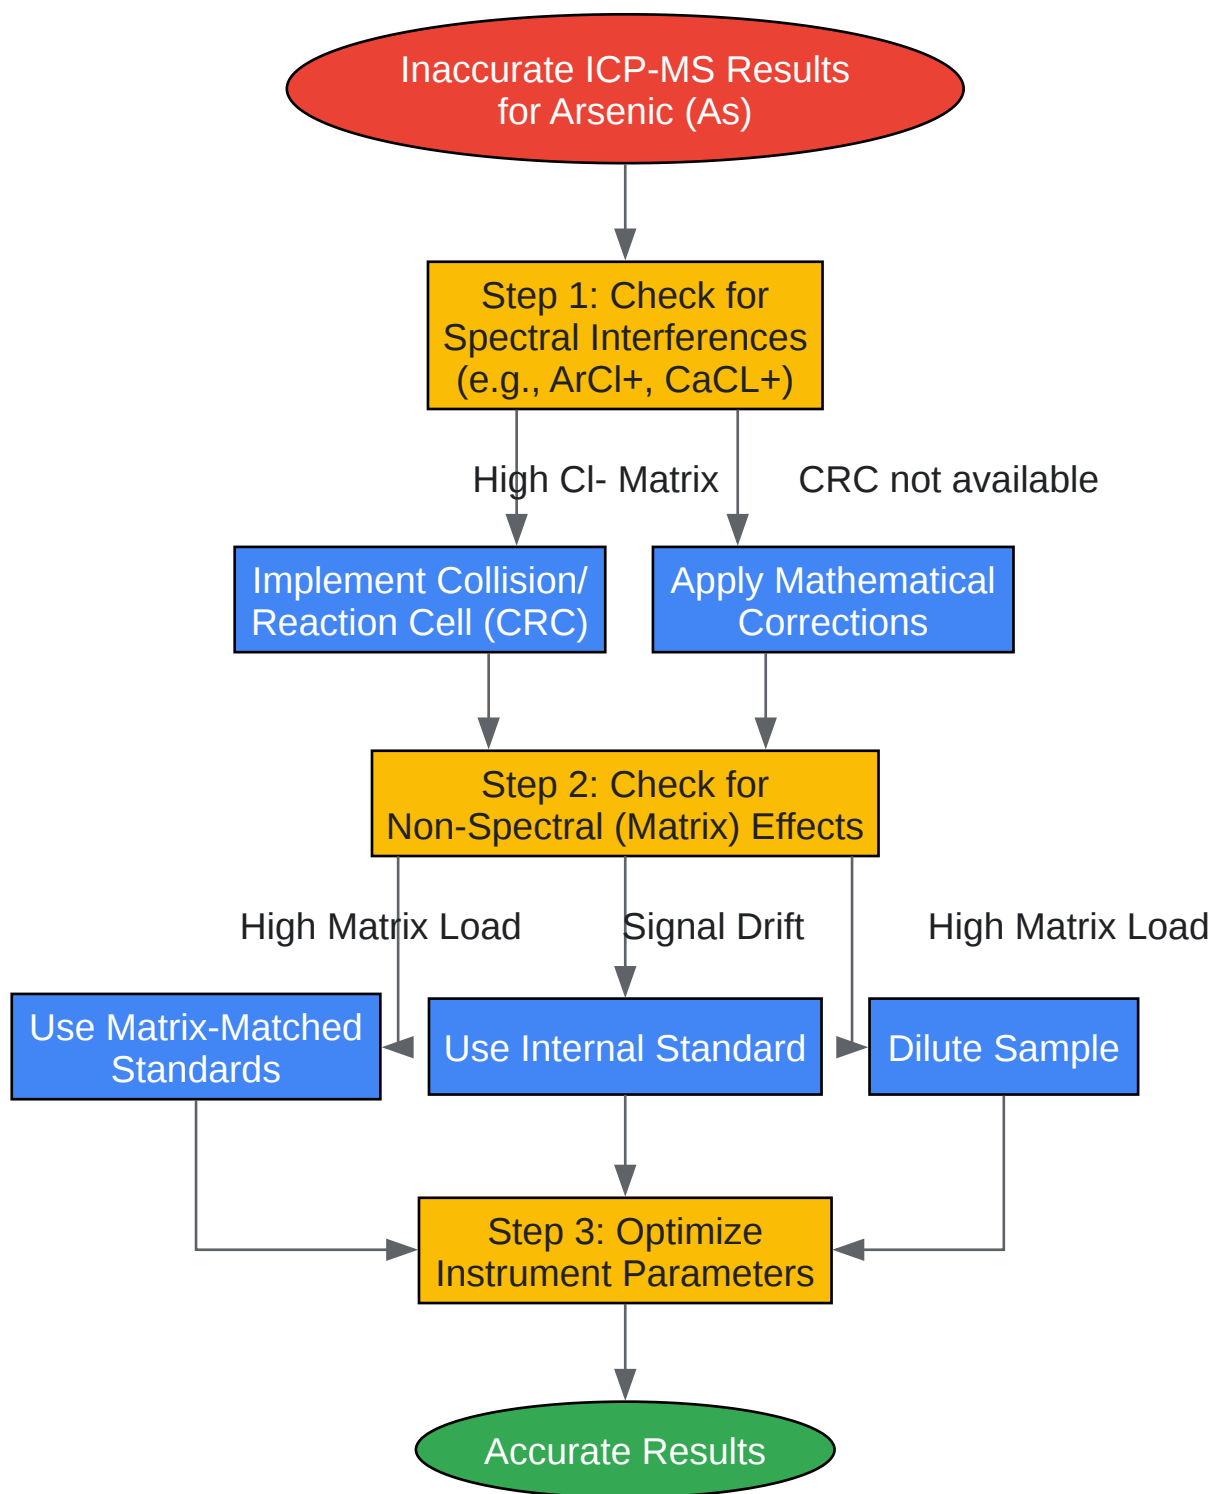 Inaccurate ICP-MS Results
for Arsenic (As)
Step 1: Check for
Spectral Interferences
(e.g., ArCl+, CaCL+)
High Cl- Matrix
CRC not available
Implement Collision/
Reaction Cell (CRC)
Apply Mathematical
Corrections
Step 2: Check for
Non-Spectral (Matrix) Effects
High Matrix Load
Signal Drift
High Matrix Load
Use Matrix-Matched
Standards
Use Internal Standard
Dilute Sample
Step 3: Optimize
Instrument Parameters
Accurate Results